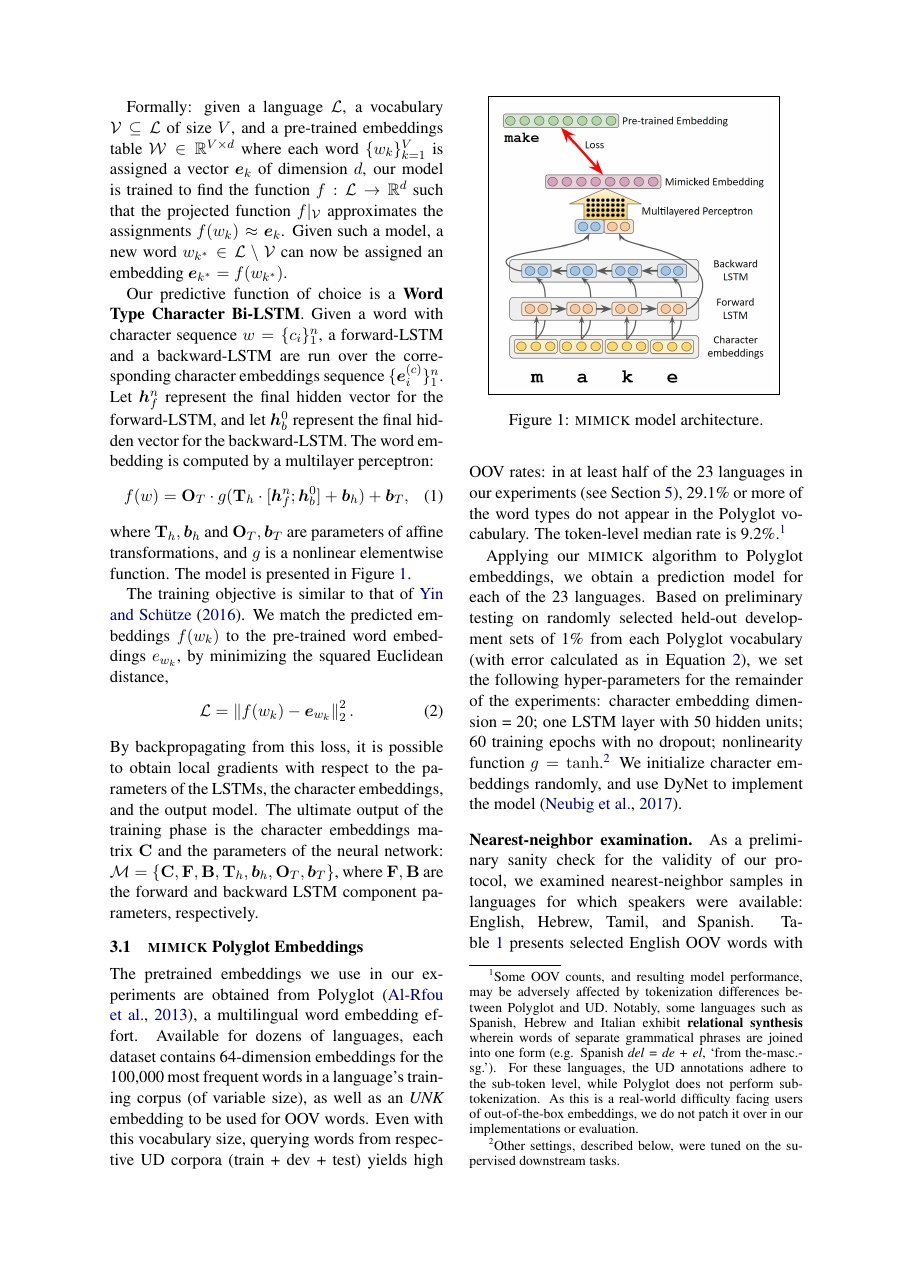 Formally: given a language ℒ, a vocabulary
𝒱 ⊆ ℒ of size V, and a pre-trained embeddings
table 𝒲 ∈ ℝ^{V×d} where each word {w_k}_{k=1}^{V} is
assigned a vector e_k of dimension d, our model
is trained to find the function f : ℒ → ℝ^d such
that the projected function f|_𝒱 approximates the
assignments f(w_k) ≈ e_k. Given such a model, a
new word w_{k*} ∈ ℒ \ 𝒱 can now be assigned an
embedding e_{k*} = f(w_{k*}).
Our predictive function of choice is a Word
Type Character Bi-LSTM. Given a word with
character sequence w = {c_i}_1^n, a forward-LSTM
and a backward-LSTM are run over the corre-
sponding character embeddings sequence {e_i^{(c)}}_1^n.
Let h_f^n represent the final hidden vector for the
forward-LSTM, and let h_b^0 represent the final hid-
den vector for the backward-LSTM. The word em-
bedding is computed by a multilayer perceptron:
f(w) = O_T · g(T_h · [h_f^n; h_b^0] + b_h) + b_T, (1)
where T_h, b_h and O_T, b_T are parameters of affine
transformations, and g is a nonlinear elementwise
function. The model is presented in Figure 1.
The training objective is similar to that of Yin
and Schütze (2016). We match the predicted em-
beddings f(w_k) to the pre-trained word embed-
dings e_{w_k}, by minimizing the squared Euclidean
distance,
ℒ = ‖f(w_k) − e_{w_k}‖_2^2 . (2)
By backpropagating from this loss, it is possible
to obtain local gradients with respect to the pa-
rameters of the LSTMs, the character embeddings,
and the output model. The ultimate output of the
training phase is the character embeddings ma-
trix C and the parameters of the neural network:
ℳ = {C, F, B, T_h, b_h, O_T, b_T}, where F, B are
the forward and backward LSTM component pa-
rameters, respectively.
3.1 MIMICK Polyglot Embeddings
The pretrained embeddings we use in our ex-
periments are obtained from Polyglot (Al-Rfou
et al., 2013), a multilingual word embedding ef-
fort. Available for dozens of languages, each
dataset contains 64-dimension embeddings for the
100,000 most frequent words in a language's train-
ing corpus (of variable size), as well as an UNK
embedding to be used for OOV words. Even with
this vocabulary size, querying words from respec-
tive UD corpora (train + dev + test) yields high
Pre-trained Embedding
make
Loss
Mimicked Embedding
Multilayered Perceptron
Backward
LSTM
Forward
LSTM
Character
embeddings
m a k e
Figure 1: MIMICK model architecture.
OOV rates: in at least half of the 23 languages in
our experiments (see Section 5), 29.1% or more of
the word types do not appear in the Polyglot vo-
cabulary. The token-level median rate is 9.2%.1
Applying our MIMICK algorithm to Polyglot
embeddings, we obtain a prediction model for
each of the 23 languages. Based on preliminary
testing on randomly selected held-out develop-
ment sets of 1% from each Polyglot vocabulary
(with error calculated as in Equation 2), we set
the following hyper-parameters for the remainder
of the experiments: character embedding dimen-
sion = 20; one LSTM layer with 50 hidden units;
60 training epochs with no dropout; nonlinearity
function g = tanh.2 We initialize character em-
beddings randomly, and use DyNet to implement
the model (Neubig et al., 2017).
Nearest-neighbor examination. As a prelimi-
nary sanity check for the validity of our pro-
tocol, we examined nearest-neighbor samples in
languages for which speakers were available:
English, Hebrew, Tamil, and Spanish. Ta-
ble 1 presents selected English OOV words with
1Some OOV counts, and resulting model performance,
may be adversely affected by tokenization differences be-
tween Polyglot and UD. Notably, some languages such as
Spanish, Hebrew and Italian exhibit relational synthesis
wherein words of separate grammatical phrases are joined
into one form (e.g. Spanish del = de + el, 'from the-masc.-
sg.'). For these languages, the UD annotations adhere to
the sub-token level, while Polyglot does not perform sub-
tokenization. As this is a real-world difficulty facing users
of out-of-the-box embeddings, we do not patch it over in our
implementations or evaluation.
2Other settings, described below, were tuned on the su-
pervised downstream tasks.